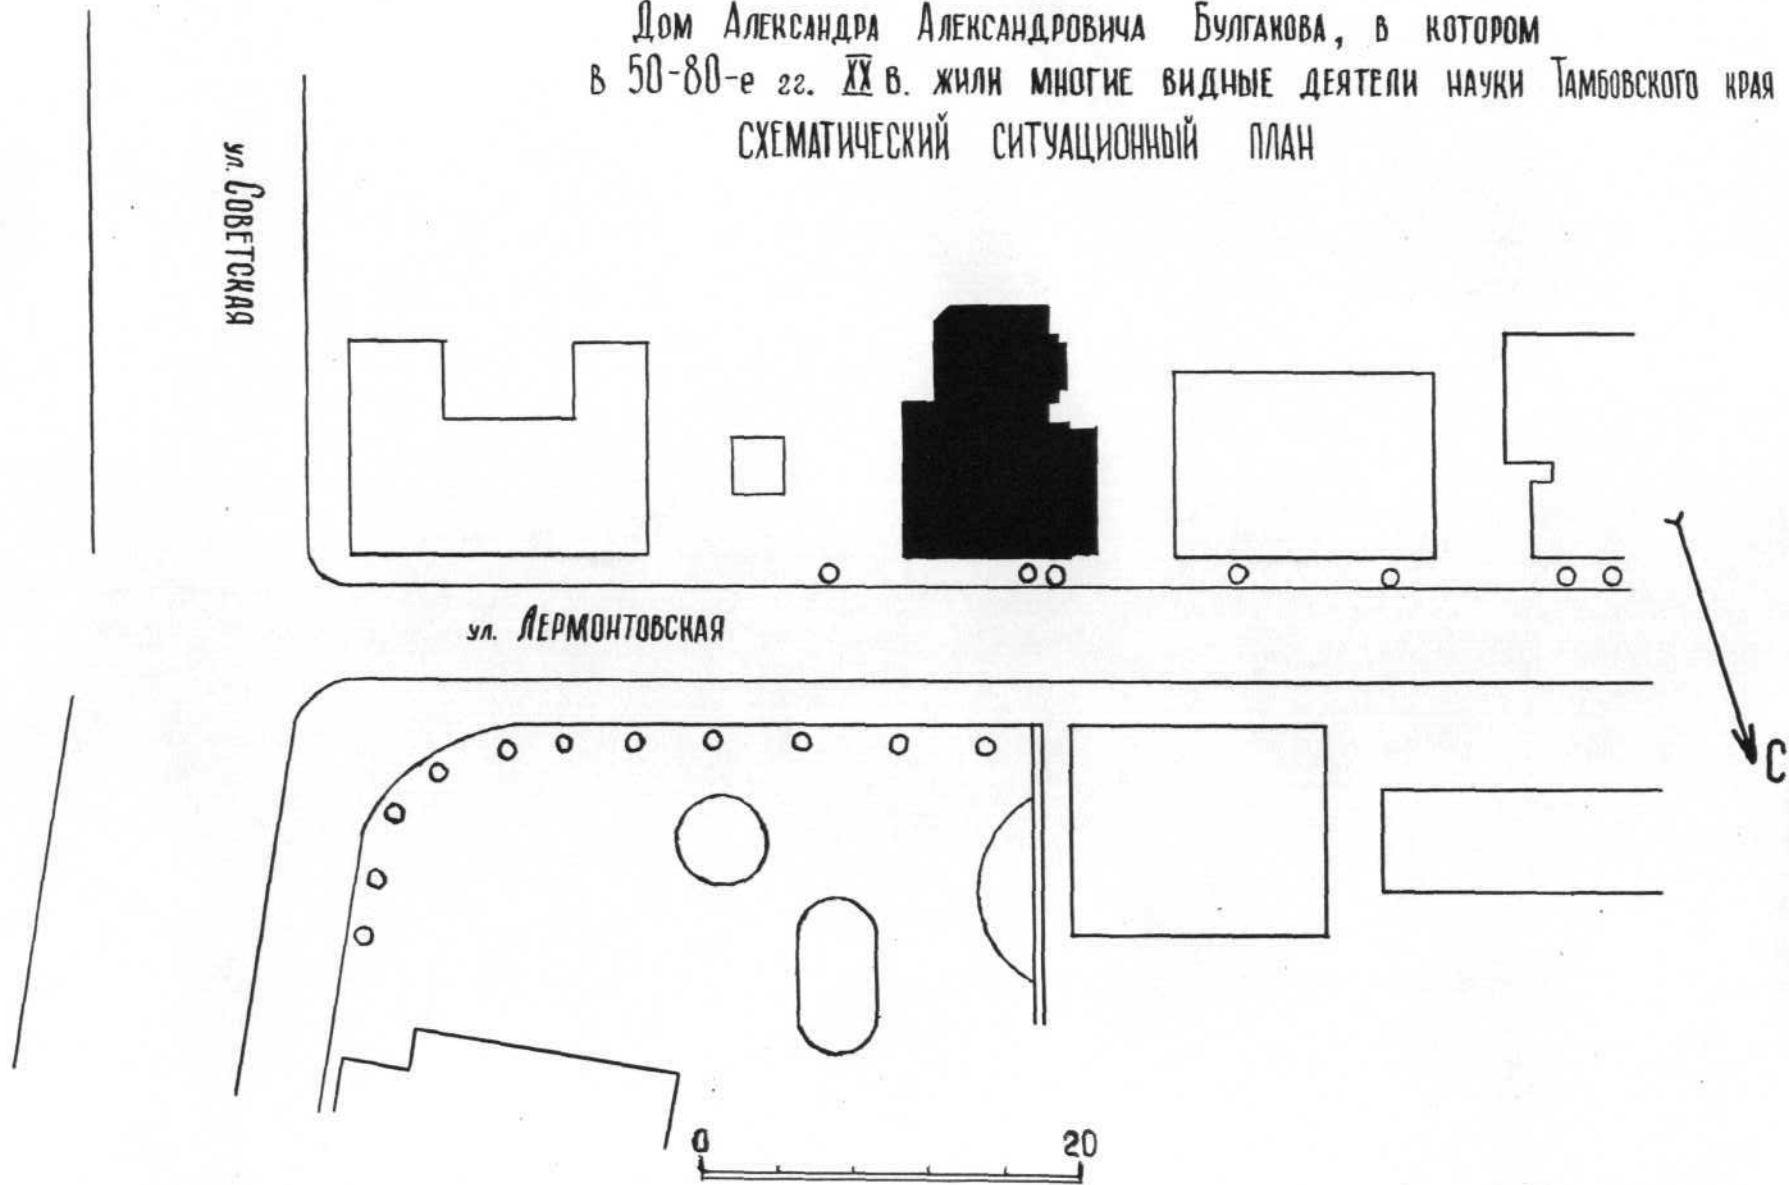 Дом Александра Александровича Булгакова, в котором
в 50-80-е гг. XX в. жили многие видные деятели науки Тамбовского края
схематический ситуационный план
ул. Советская
ул. Лермонтовская
С
0 20